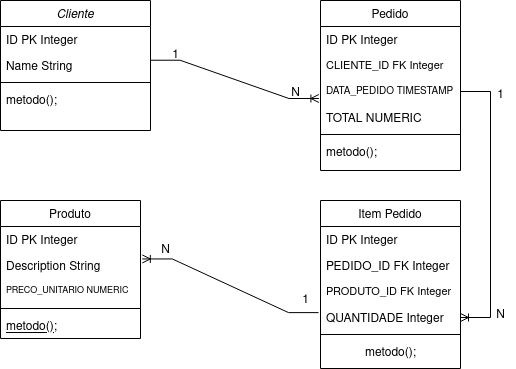 Cliente
ID PK Integer
Name String
metodo();
1
N
Pedido
ID PK Integer
CLIENTE_ID FK Integer
DATA_PEDIDO TIMESTAMP
TOTAL NUMERIC
metodo();
1
N
Produto
ID PK Integer
Description String
PRECO_UNITARIO NUMERIC
metodo();
N
1
Item Pedido
ID PK Integer
PEDIDO_ID FK Integer
PRODUTO_ID FK Integer
QUANTIDADE Integer
metodo();